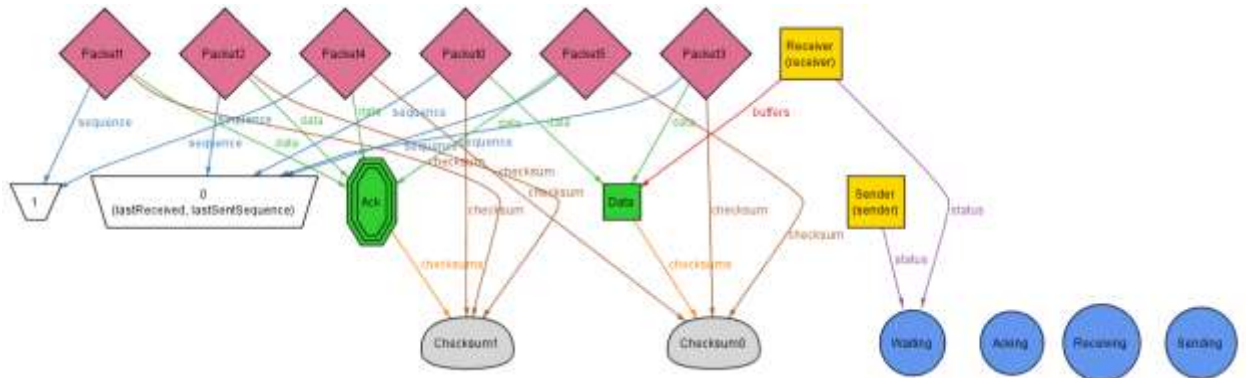 Packet1
Packet2
Packet4
Packet0
Packet5
Packet3
Receiver
(receiver)
sequence
sequence
data
data
data
sequence
data
data
data
buffers
sequence
sequence
sequence
checksum
checksum
checksum
1
0
(lastReceived, lastSentSequence)
Ack
Data
Sender
(sender)
checksum
checksum
checksum
status
checksums
checksums
status
Checksum1
Checksum0
Waiting
Acking
Receiving
Sending